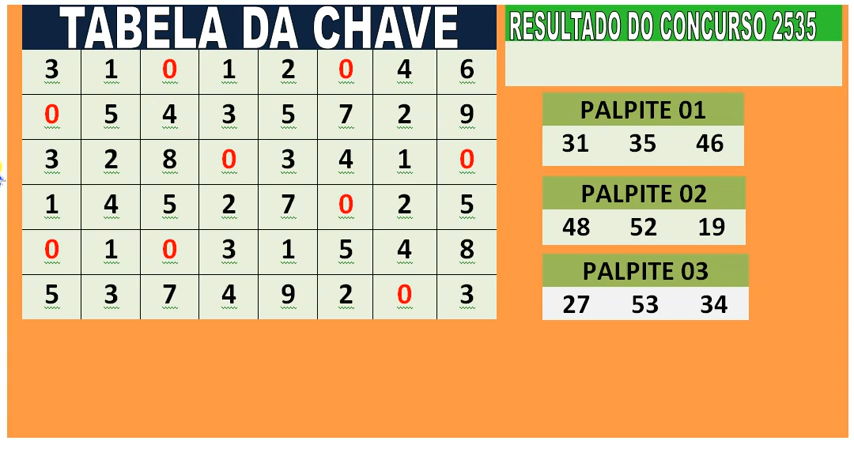 TABELA DA CHAVE
3 1 0 1 2 0 4 6
0 5 4 3 5 7 2 9
3 2 8 0 3 4 1 0
1 4 5 2 7 0 2 5
0 1 0 3 1 5 4 8
5 3 7 4 9 2 0 3
RESULTADO DO CONCURSO 2535
PALPITE 01
31 35 46
PALPITE 02
48 52 19
PALPITE 03
27 53 34